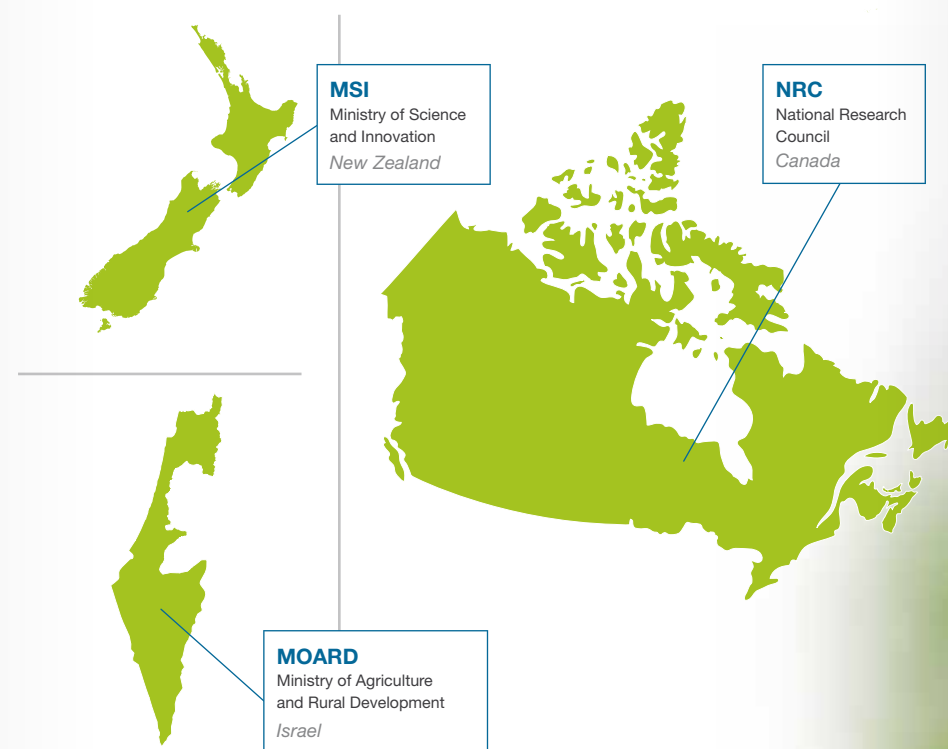 MSI
Ministry of Science
and Innovation
New Zealand
NRC
National Research
Council
Canada
MOARD
Ministry of Agriculture
and Rural Development
Israel